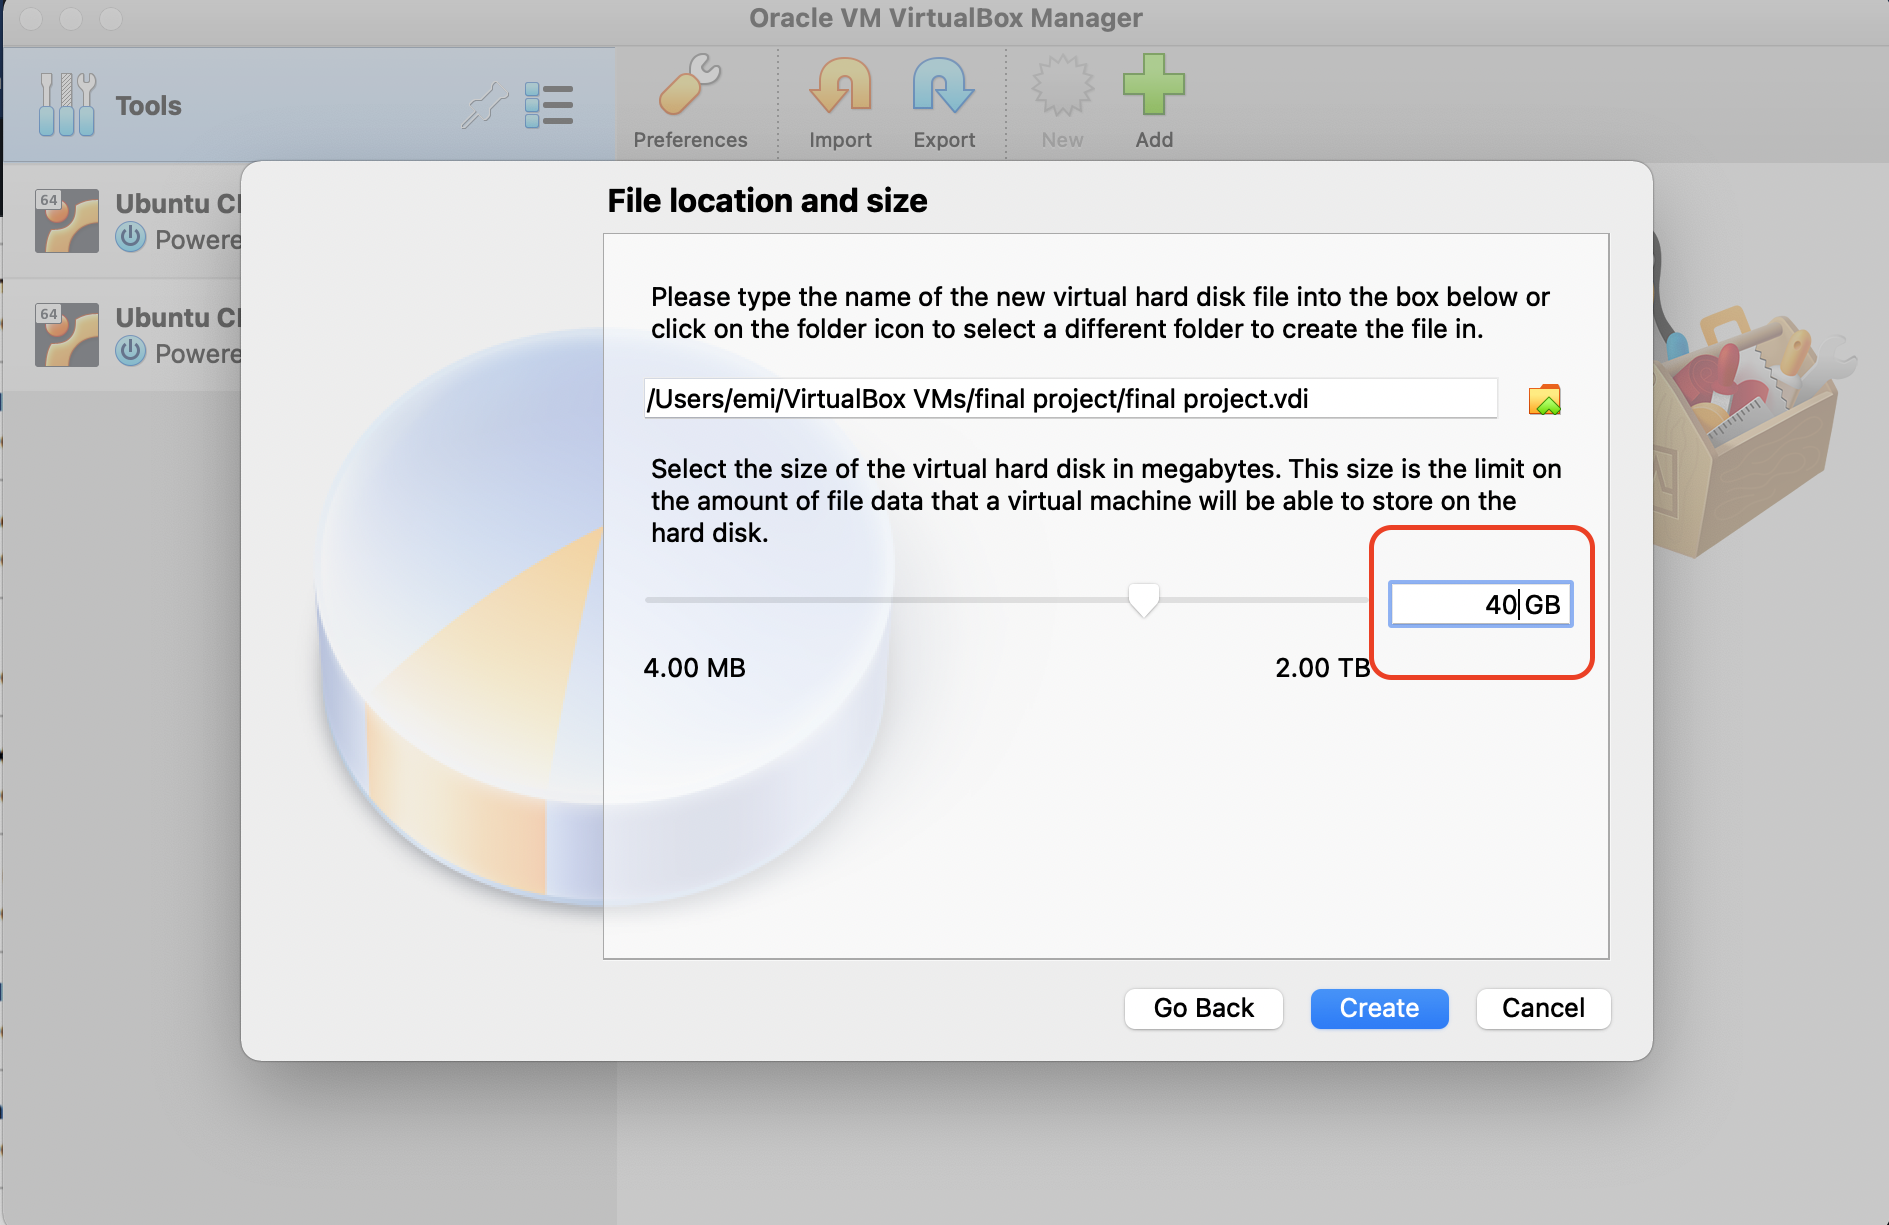 Oracle VM VirtualBox Manager
Tools
Preferences
Import
Export
New
Add
64
Ubuntu
Powere
64
Ubuntu
Powere
File location and size
Please type the name of the new virtual hard disk file into the box below or
click on the folder icon to select a different folder to create the file in.
/Users/emi/VirtualBox VMs/final project/final project.vdi
Select the size of the virtual hard disk in megabytes. This size is the limit on
the amount of file data that a virtual machine will be able to store on the
hard disk.
40 GB
4.00 MB
2.00 TB
Go Back
Create
Cancel